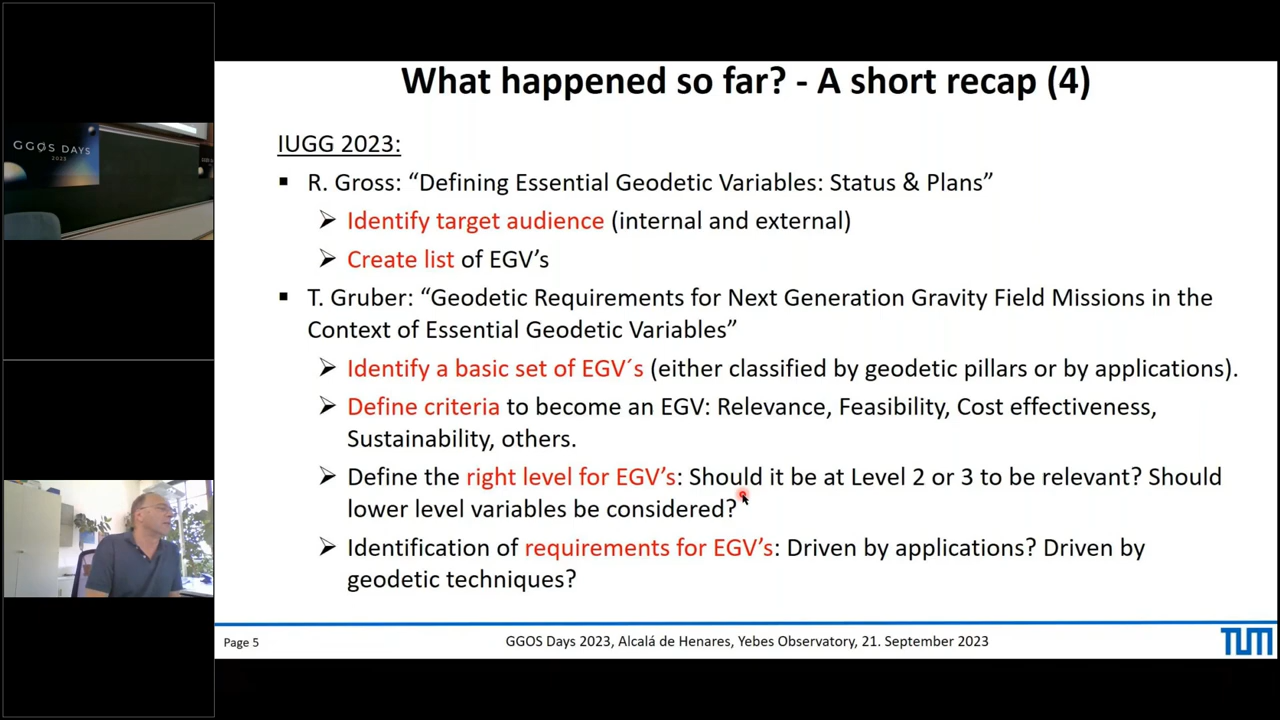 What happened so far? - A short recap (4)
IUGG 2023:
▪ R. Gross: “Defining Essential Geodetic Variables: Status & Plans”
➢ Identify target audience (internal and external)
➢ Create list of EGV’s
▪ T. Gruber: “Geodetic Requirements for Next Generation Gravity Field Missions in the
Context of Essential Geodetic Variables”
➢ Identify a basic set of EGV´s (either classified by geodetic pillars or by applications).
➢ Define criteria to become an EGV: Relevance, Feasibility, Cost effectiveness,
Sustainability, others.
➢ Define the right level for EGV’s: Should it be at Level 2 or 3 to be relevant? Should
lower level variables be considered?
➢ Identification of requirements for EGV’s: Driven by applications? Driven by
geodetic techniques?
Page 5
GGOS Days 2023, Alcalá de Henares, Yebes Observatory, 21. September 2023
TUM
GGOS DAYS
2023